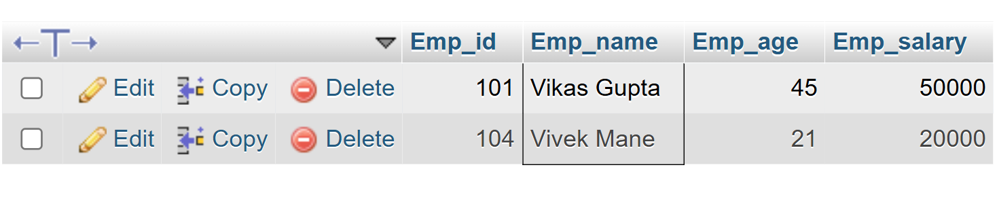 Emp_id Emp_name Emp_age Emp_salary
Edit Copy Delete 101 Vikas Gupta 45 50000
Edit Copy Delete 104 Vivek Mane 21 20000